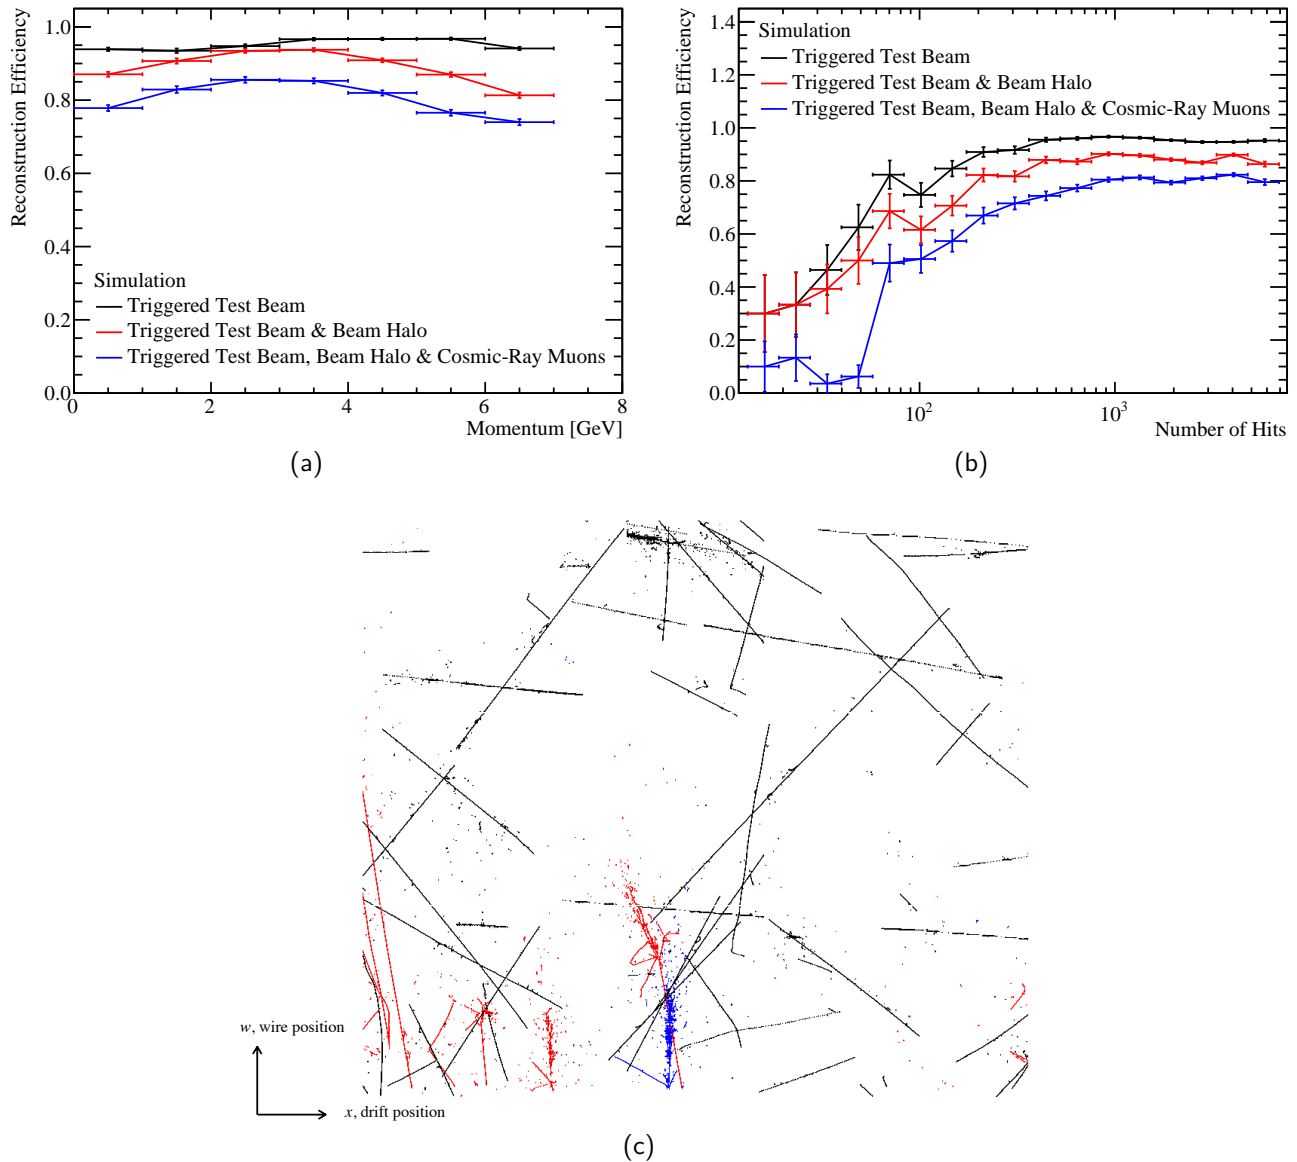 Reconstruction Efficiency
1.0
0.8
0.6
0.4
0.2
0.0
Simulation
Triggered Test Beam
Triggered Test Beam & Beam Halo
Triggered Test Beam, Beam Halo & Cosmic-Ray Muons
0 2 4 6 8
Momentum [GeV]
(a)
Reconstruction Efficiency
1.4
1.2
1.0
0.8
0.6
0.4
0.2
0.0
Simulation
Triggered Test Beam
Triggered Test Beam & Beam Halo
Triggered Test Beam, Beam Halo & Cosmic-Ray Muons
10² 10³
Number of Hits
(b)
w, wire position
x, drift position
(c)